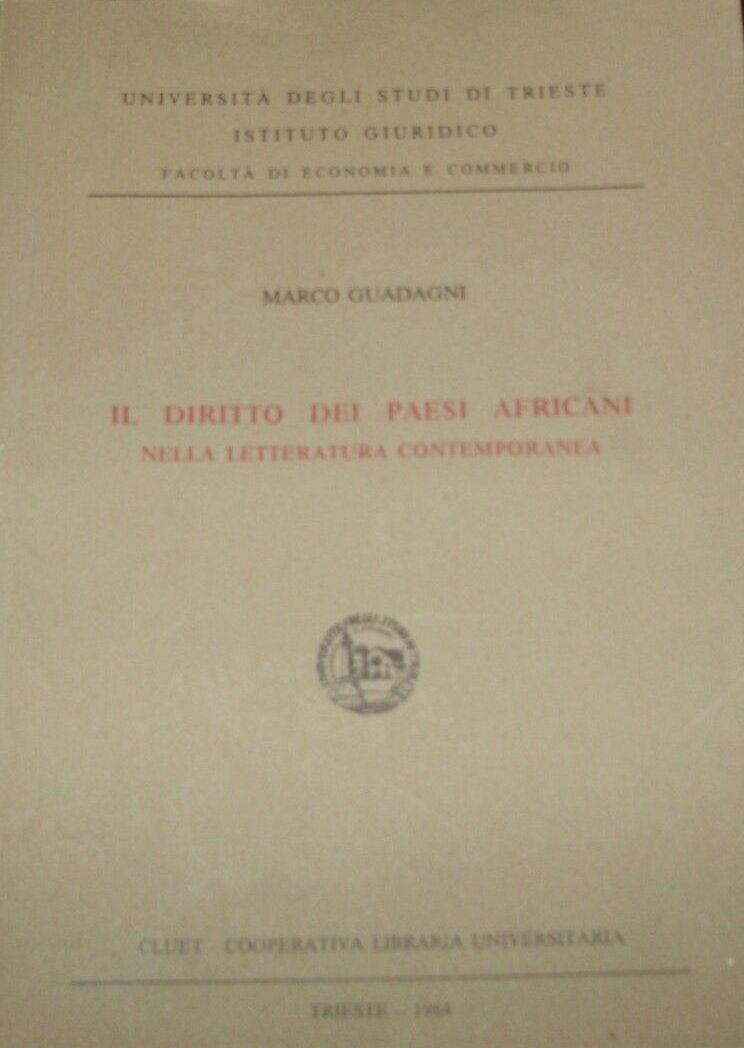 UNIVERSITÀ DEGLI STUDI DI TRIESTE
ISTITUTO GIURIDICO
FACOLTÀ DI ECONOMIA E COMMERCIO
MARCO GUADAGNI
IL DIRITTO DEI PAESI AFRICANI
NELLA LETTERATURA CONTEMPORANEA
CLUET - COOPERATIVA LIBRARIA UNIVERSITARIA
TRIESTE - 1984